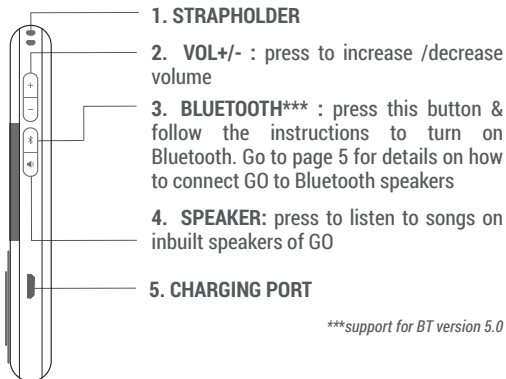 1. STRAPHOLDER
2. VOL+/- : press to increase /decrease
volume
3. BLUETOOTH*** : press this button &
follow the instructions to turn on
Bluetooth. Go to page 5 for details on how
to connect GO to Bluetooth speakers
4. SPEAKER: press to listen to songs on
inbuilt speakers of GO
5. CHARGING PORT
***support for BT version 5.0